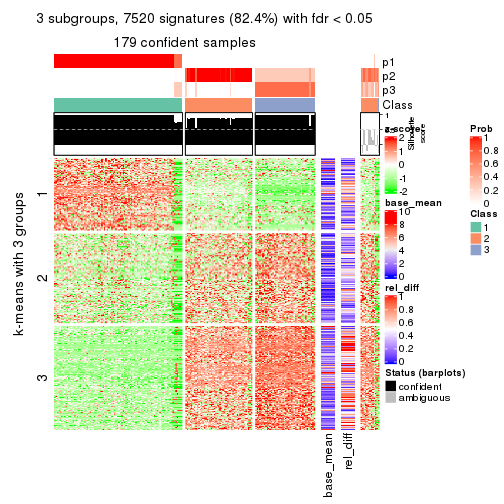 3 subgroups, 7520 signatures (82.4%) with fdr < 0.05
179 confident samples
p1
p2
p3
Class
1
Silhouette
score
k-means with 3 groups
1
2
3
base_mean
rel_diff
z-score
2
1
0
-1
-2
base_mean
10
8
6
4
2
0
rel_diff
1
0.8
0.6
0.4
0.2
0
Status (barplots)
confident
ambiguous
Prob
1
0.8
0.6
0.4
0.2
0
Class
1
2
3